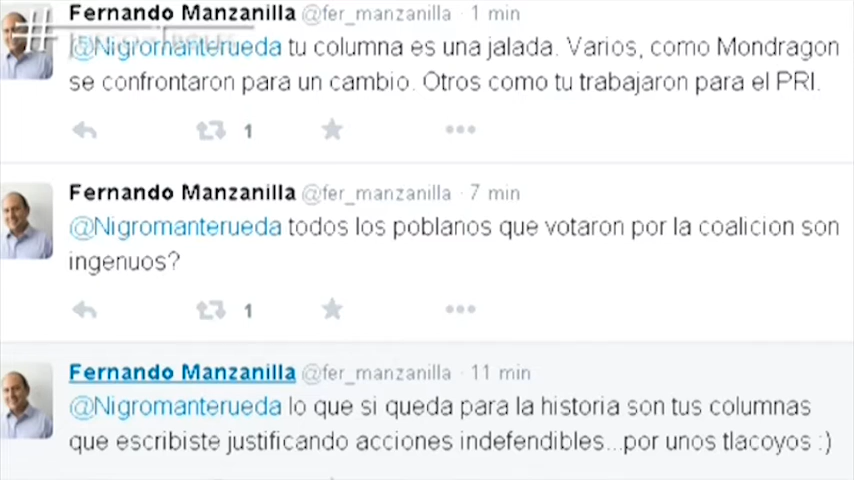 Fernando Manzanilla @fer_manzanilla · 1 min
@Nigromanterueda tu columna es una jalada. Varios, como Mondragon
se confrontaron para un cambio. Otros como tu trabajaron para el PRI.
1
Fernando Manzanilla @fer_manzanilla · 7 min
@Nigromanterueda todos los poblanos que votaron por la coalicion son
ingenuos?
1
Fernando Manzanilla @fer_manzanilla · 11 min
@Nigromanterueda lo que si queda para la historia son tus columnas
que escribiste justificando acciones indefendibles...por unos tlacoyos :)